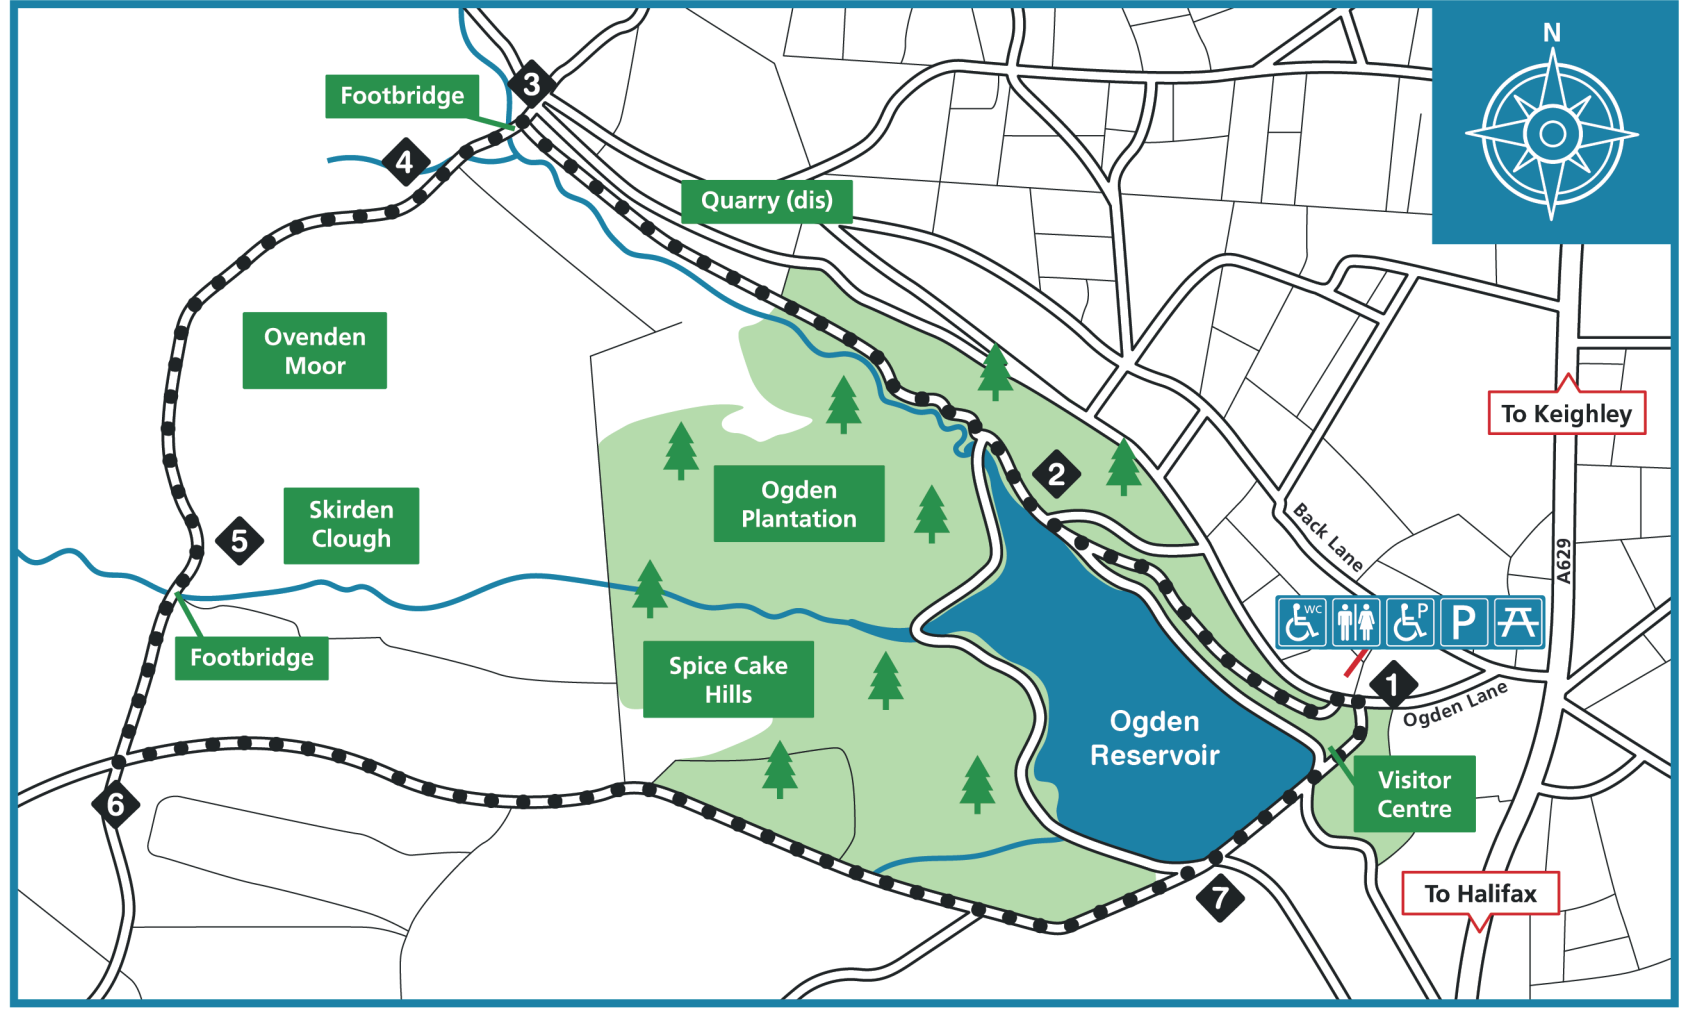 N
3
Footbridge
4
Quarry (dis)
Ovenden
Moor
To Keighley
2
Ogden
Plantation
Skirden
Clough
5
Back Lane
A629
WC
P
P
Footbridge
Spice Cake
Hills
1
Ogden Lane
Ogden
Reservoir
Visitor
Centre
6
7
To Halifax